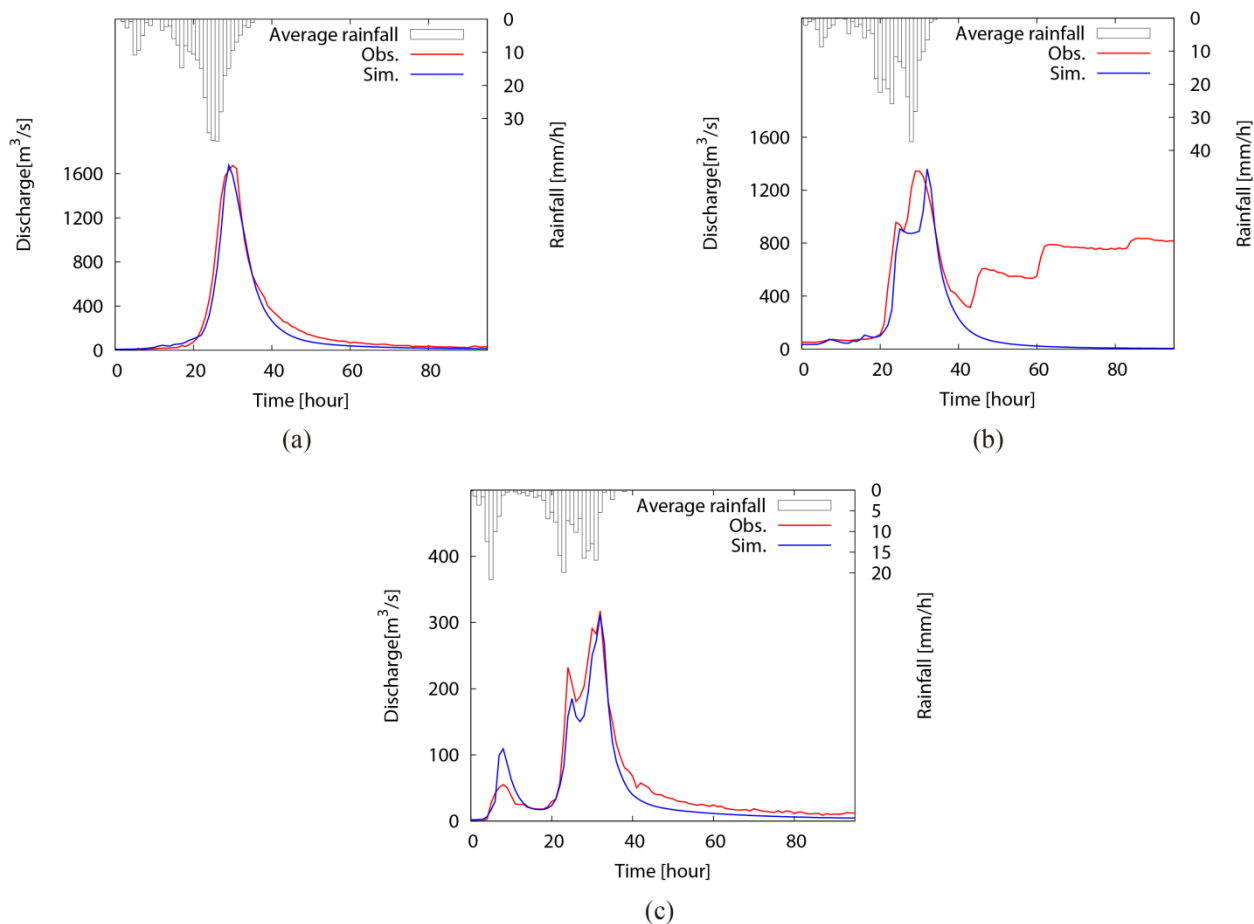 Average rainfall
Obs.
Sim.
0
10
20
30
Rainfall [mm/h]
Discharge[m³/s]
1600
1200
800
400
0
0 20 40 60 80
Time [hour]
(a)
Average rainfall
Obs.
Sim.
0
10
20
30
40
Rainfall [mm/h]
Discharge[m³/s]
1600
1200
800
400
0
0 20 40 60 80
Time [hour]
(b)
Average rainfall
Obs.
Sim.
0
5
10
15
20
Rainfall [mm/h]
Discharge[m³/s]
400
300
200
100
0
0 20 40 60 80
Time [hour]
(c)